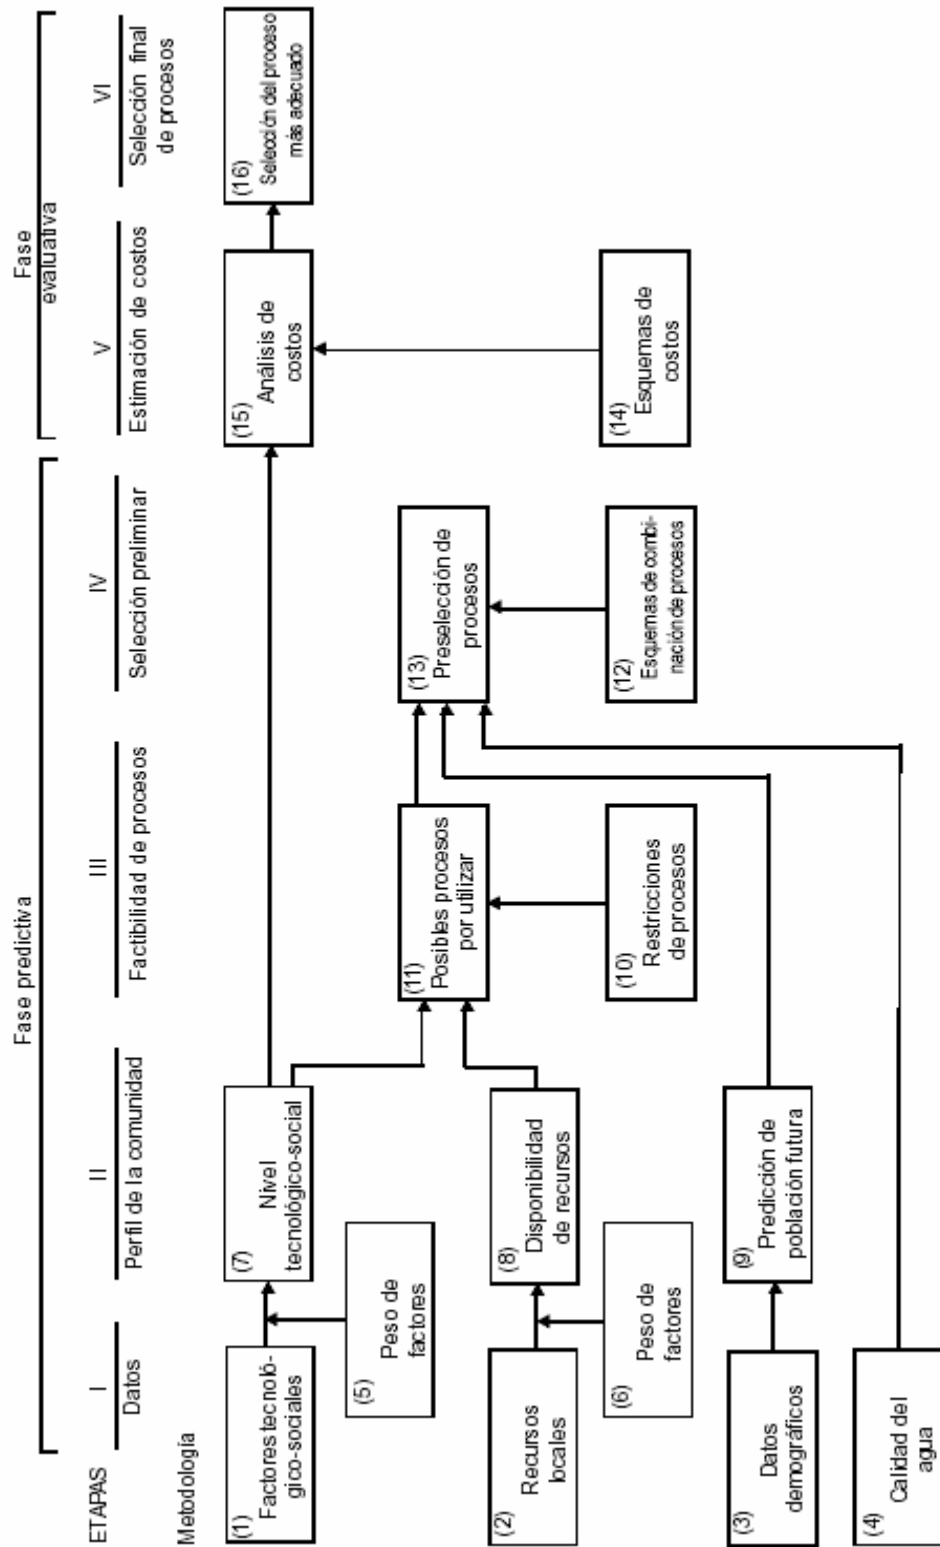 Fase predictiva
Fase
evaluativa
ETAPAS
I
II
III
IV
V
VI
Datos
Perfil de la comunidad
Factibilidad de procesos
Selección preliminar
Estimación de costos
Selección final
de procesos
Metodología
(1)
Factores tecnoló-
gico-sociales
(5)
Peso de
factores
(7)
Nivel
tecnológico-social
(2)
Recursos
locales
(6)
Peso de
factores
(8)
Disponibilidad
de recursos
(3)
Datos
demográficos
(9)
Predicción de
población futura
(4)
Calidad del
agua
(11)
Posibles procesos
por utilizar
(10)
Restricciones
de procesos
(13)
Preselección de
procesos
(12)
Esquemas de combi-
nación de procesos
(15)
Análisis de
costos
(14)
Esquemas de
costos
(16)
Selección del proceso
más adecuado